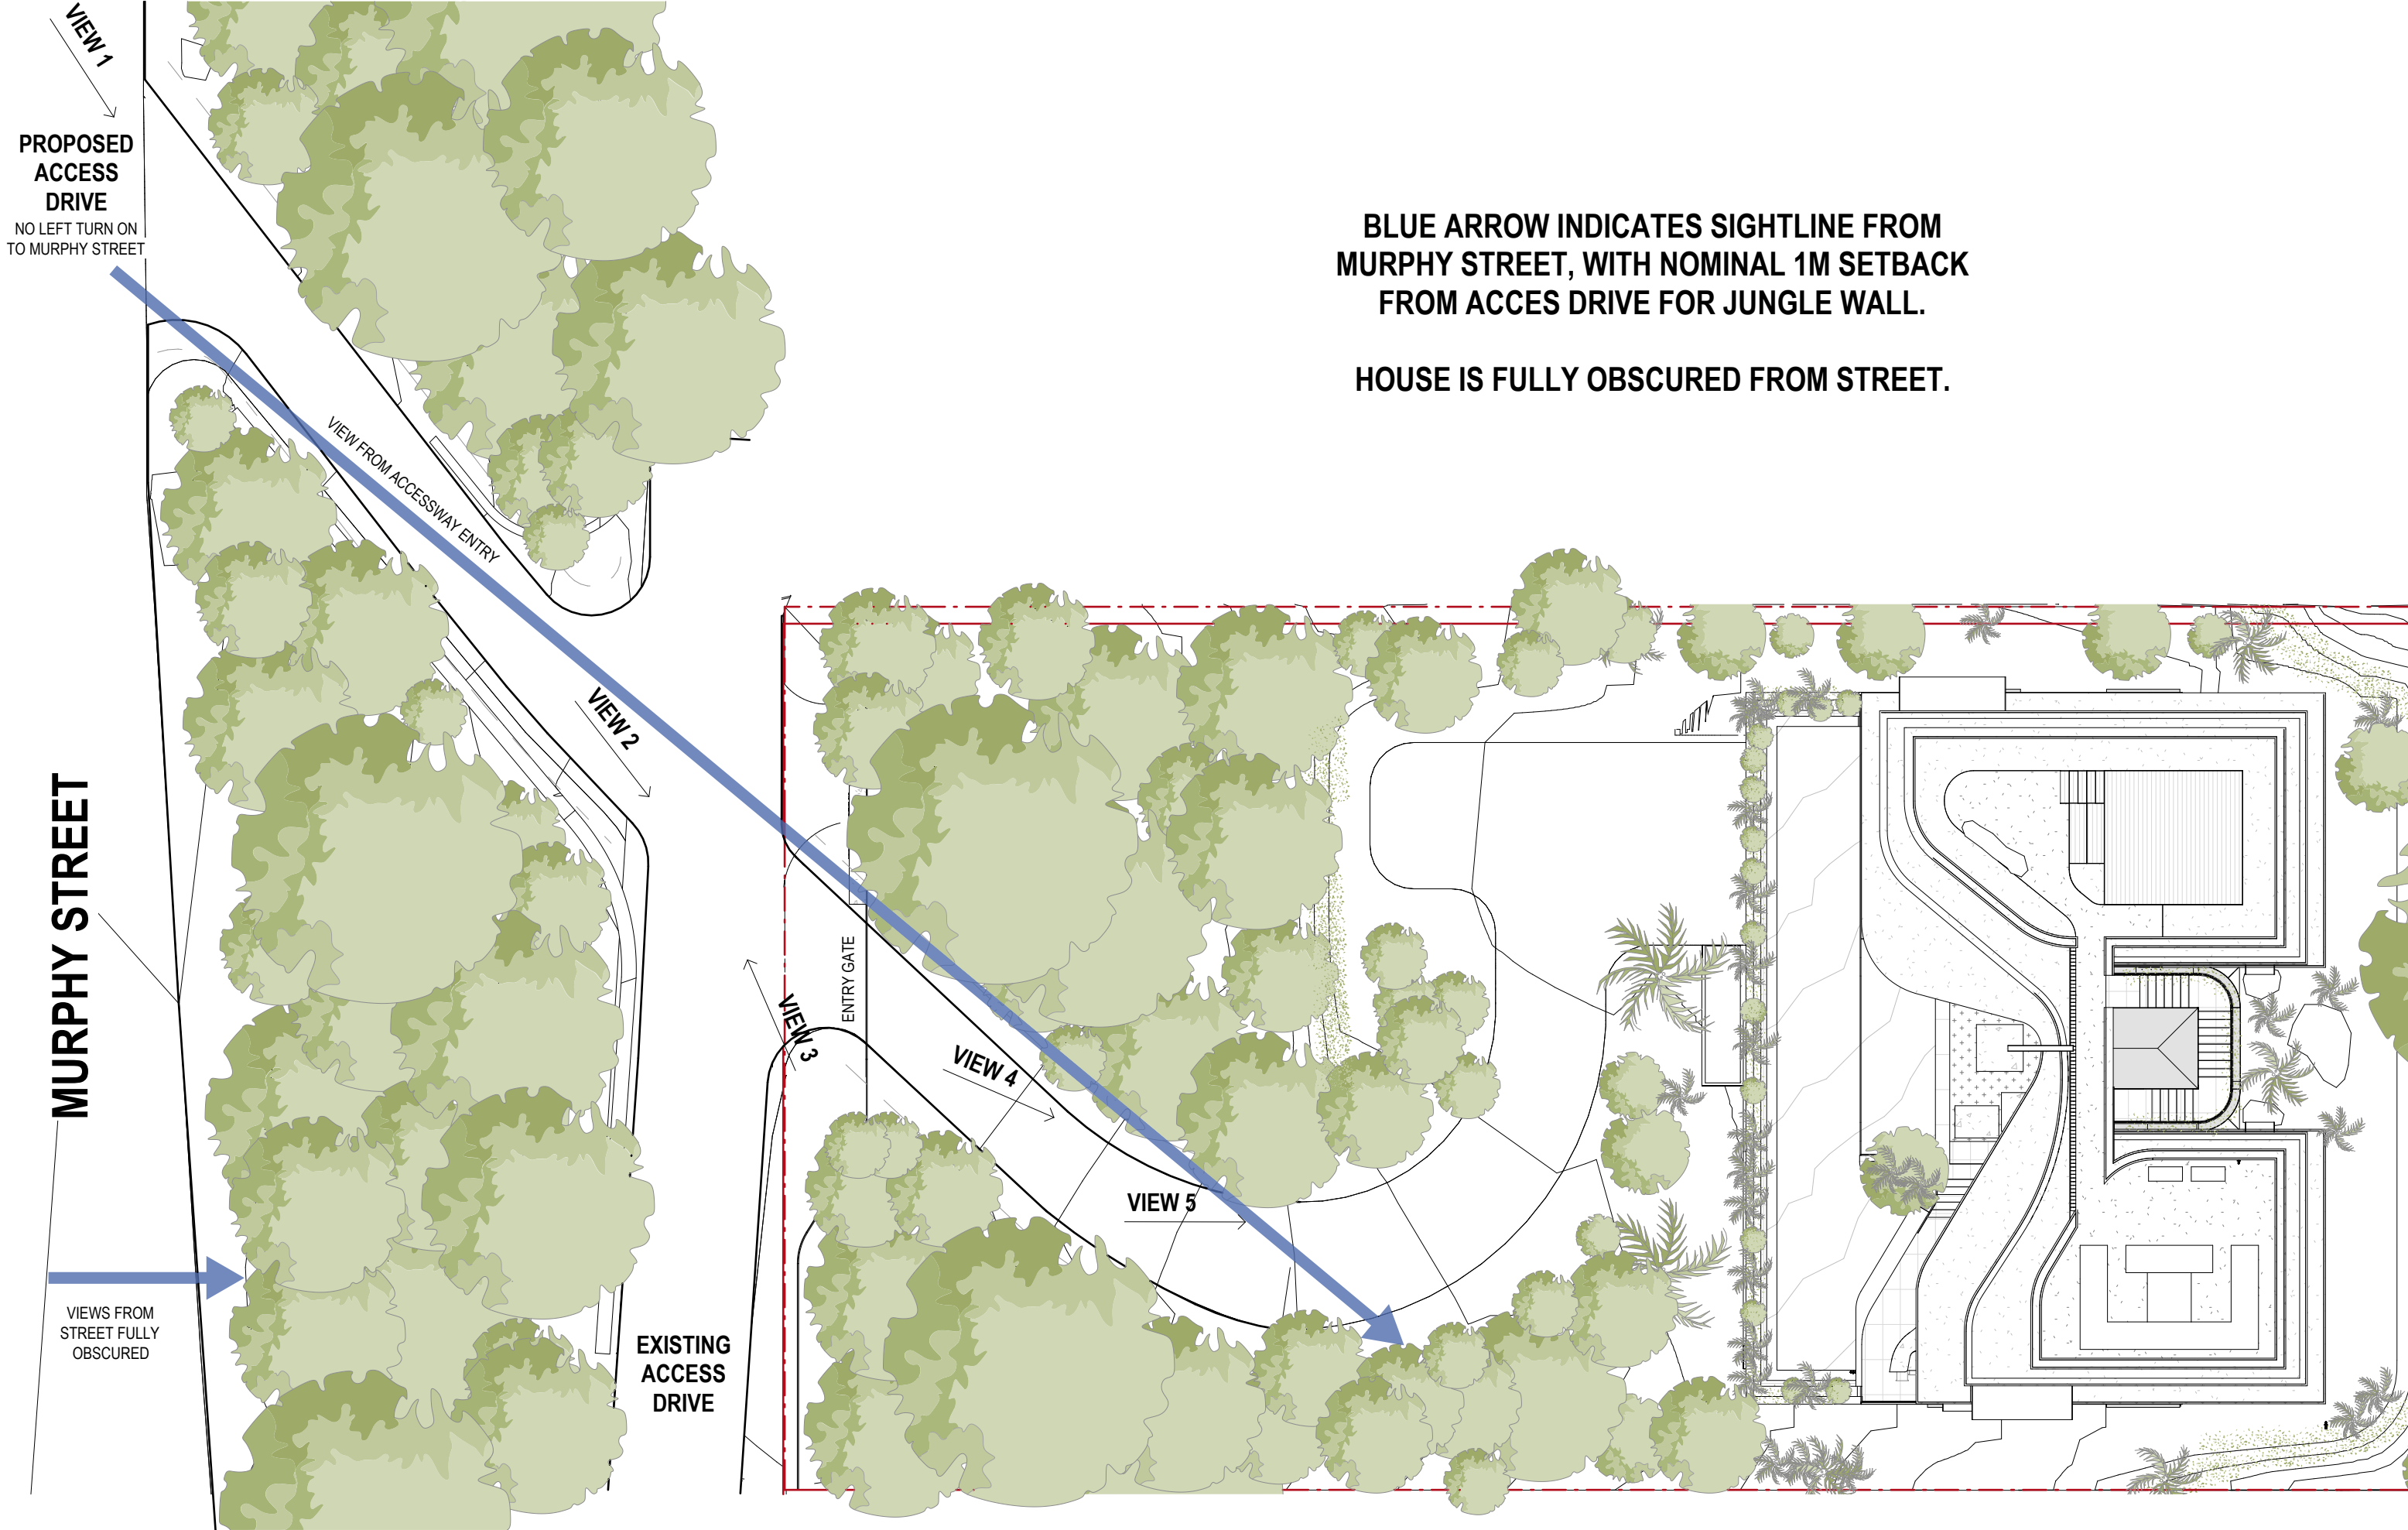 VIEW 1
PROPOSED
ACCESS
DRIVE
NO LEFT TURN ON
TO MURPHY STREET
BLUE ARROW INDICATES SIGHTLINE FROM
MURPHY STREET, WITH NOMINAL 1M SETBACK
FROM ACCES DRIVE FOR JUNGLE WALL.
HOUSE IS FULLY OBSCURED FROM STREET.
VIEW FROM ACCESSWAY ENTRY
VIEW 2
MURPHY STREET
ENTRY GATE
VIEW 3
VIEW 4
VIEW 5
VIEWS FROM
STREET FULLY
OBSCURED
EXISTING
ACCESS
DRIVE